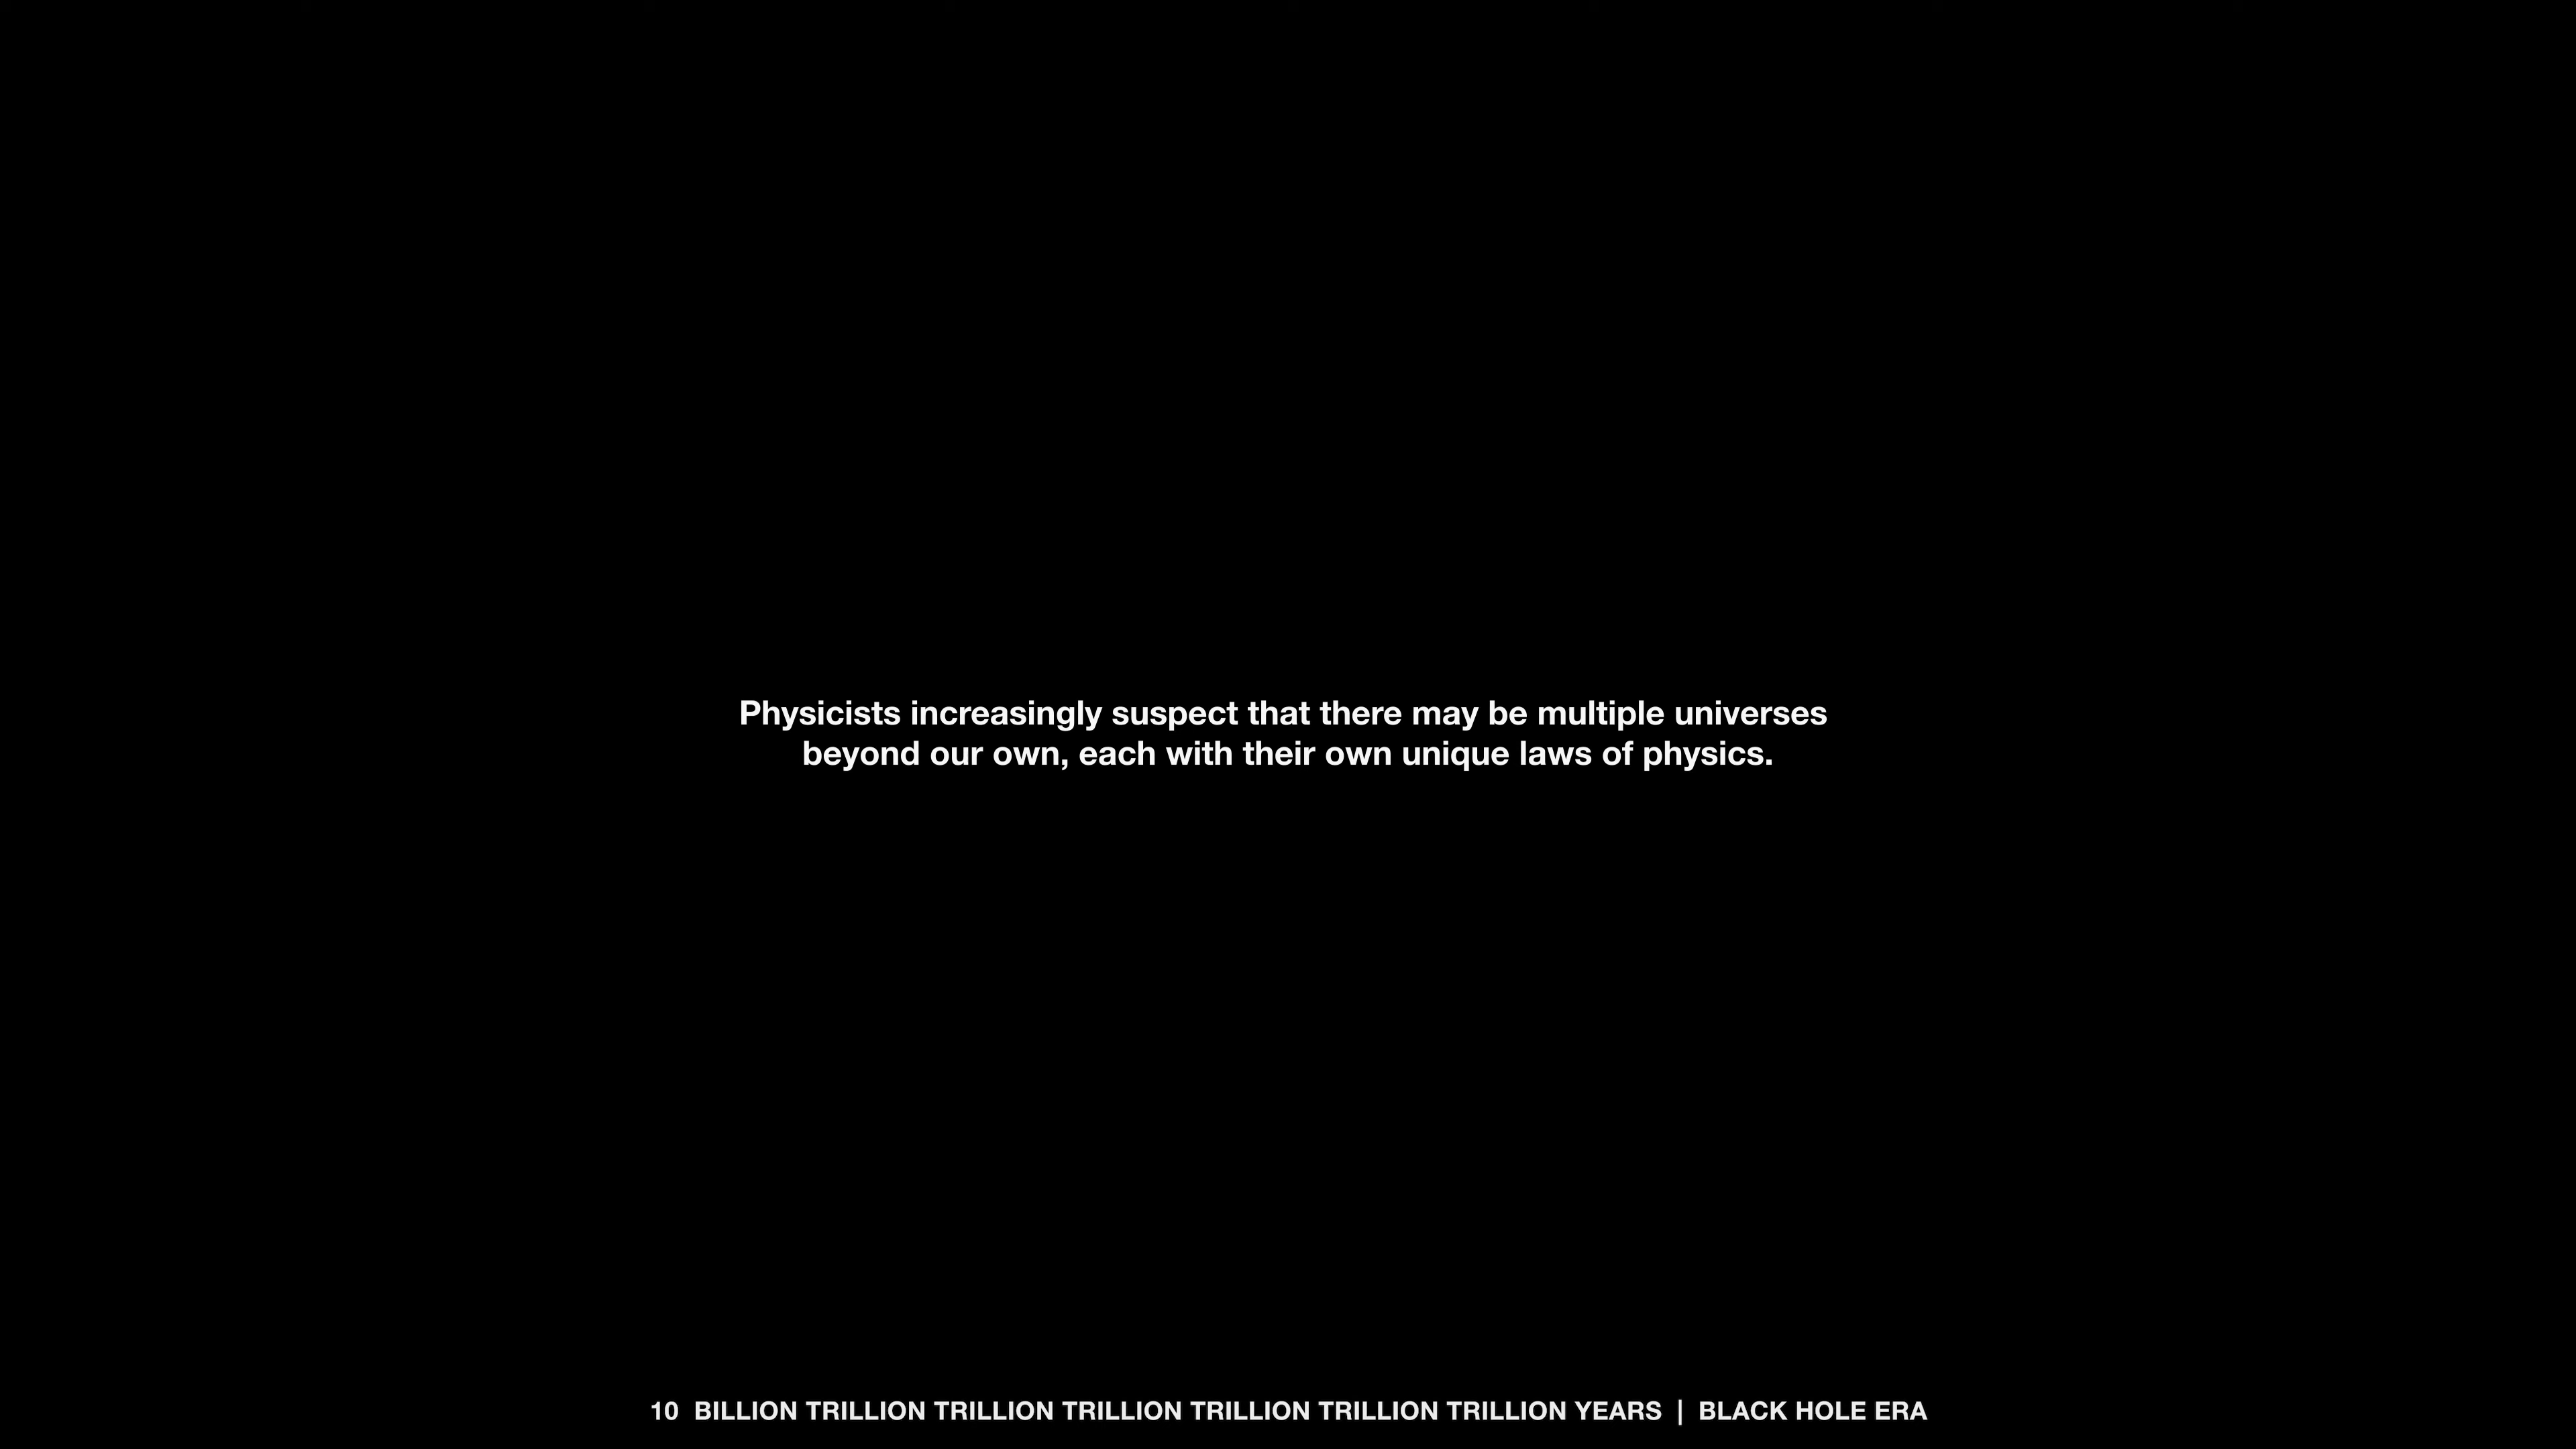 Physicists increasingly suspect that there may be multiple universes
beyond our own, each with their own unique laws of physics.
10 BILLION TRILLION TRILLION TRILLION TRILLION TRILLION TRILLION YEARS | BLACK HOLE ERA